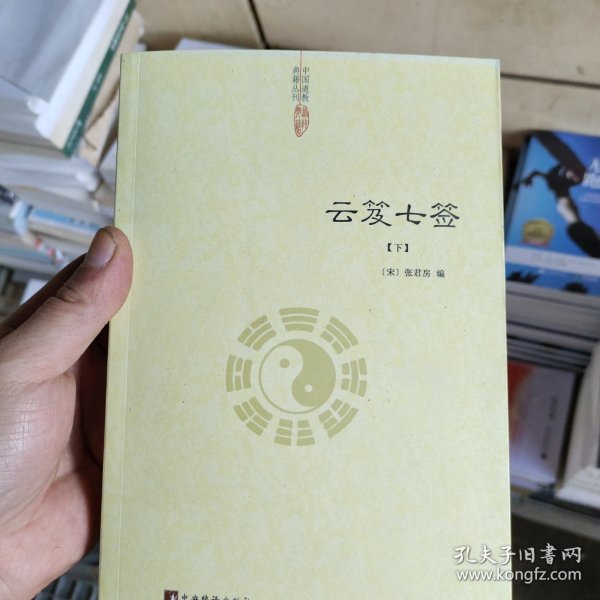 中国道教
典籍丛刊
云笈七签
【下】
〔宋〕张君房 编
孔夫子旧书网
www.kongfz.com